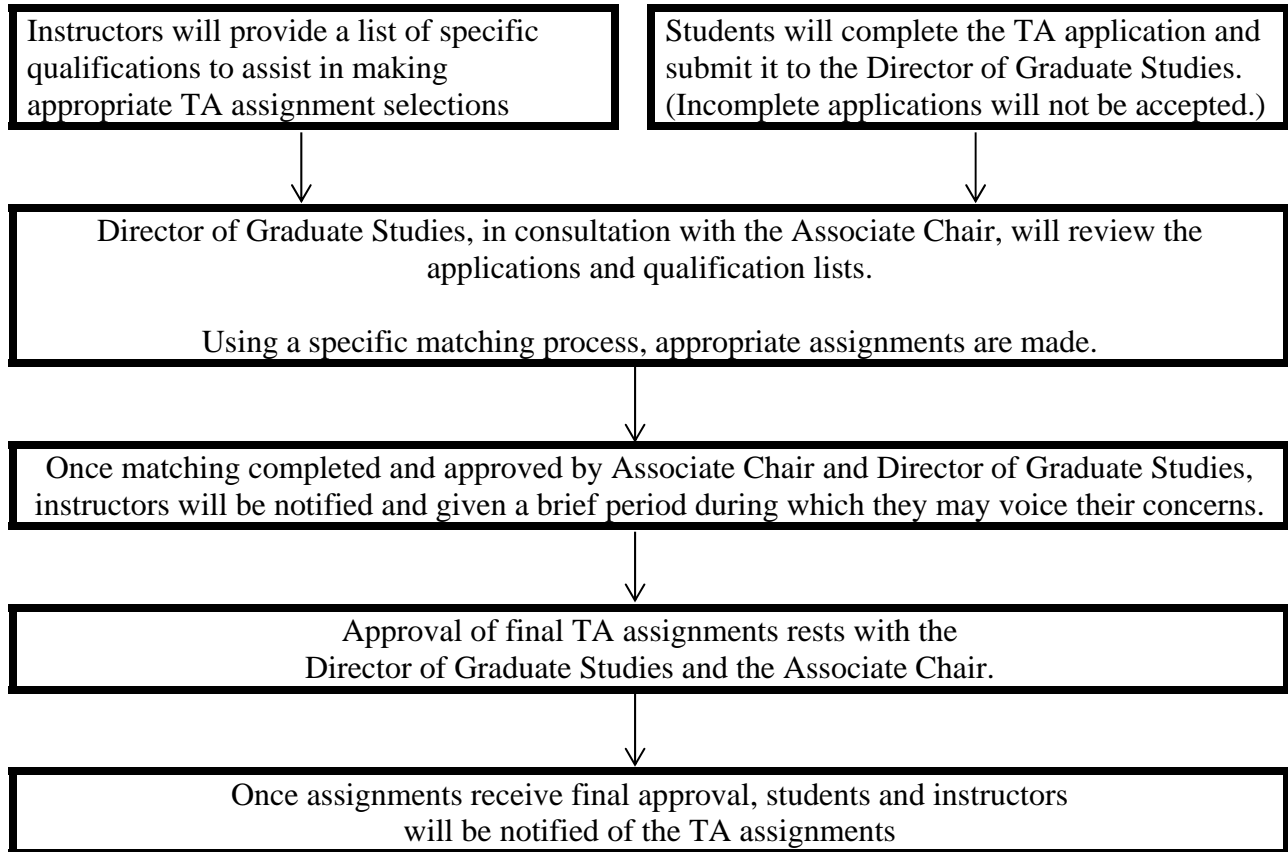 Instructors will provide a list of specific
qualifications to assist in making
appropriate TA assignment selections
Students will complete the TA application and
submit it to the Director of Graduate Studies.
(Incomplete applications will not be accepted.)
Director of Graduate Studies, in consultation with the Associate Chair, will review the
applications and qualification lists.
Using a specific matching process, appropriate assignments are made.
Once matching completed and approved by Associate Chair and Director of Graduate Studies,
instructors will be notified and given a brief period during which they may voice their concerns.
Approval of final TA assignments rests with the
Director of Graduate Studies and the Associate Chair.
Once assignments receive final approval, students and instructors
will be notified of the TA assignments